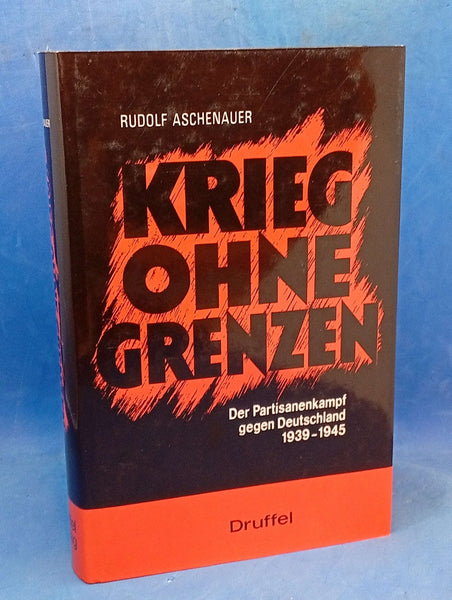 RUDOLF ASCHENAUER
KRIEG
OHNE
GRENZEN
Der Partisanenkampf
gegen Deutschland
1939–1945
Druffel